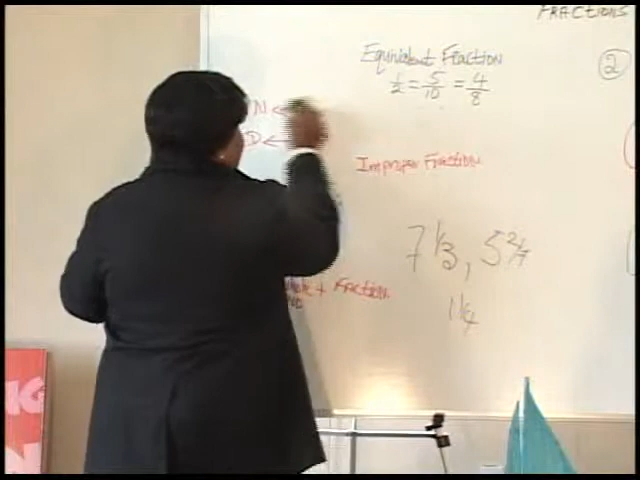 FRACTIONS
Equivalent Fraction
1/2 = 5/10 = 4/8
2
N ←
D ←
Improper Fraction
7 1/3, 5 2/7
1 1/4
+ Fraction